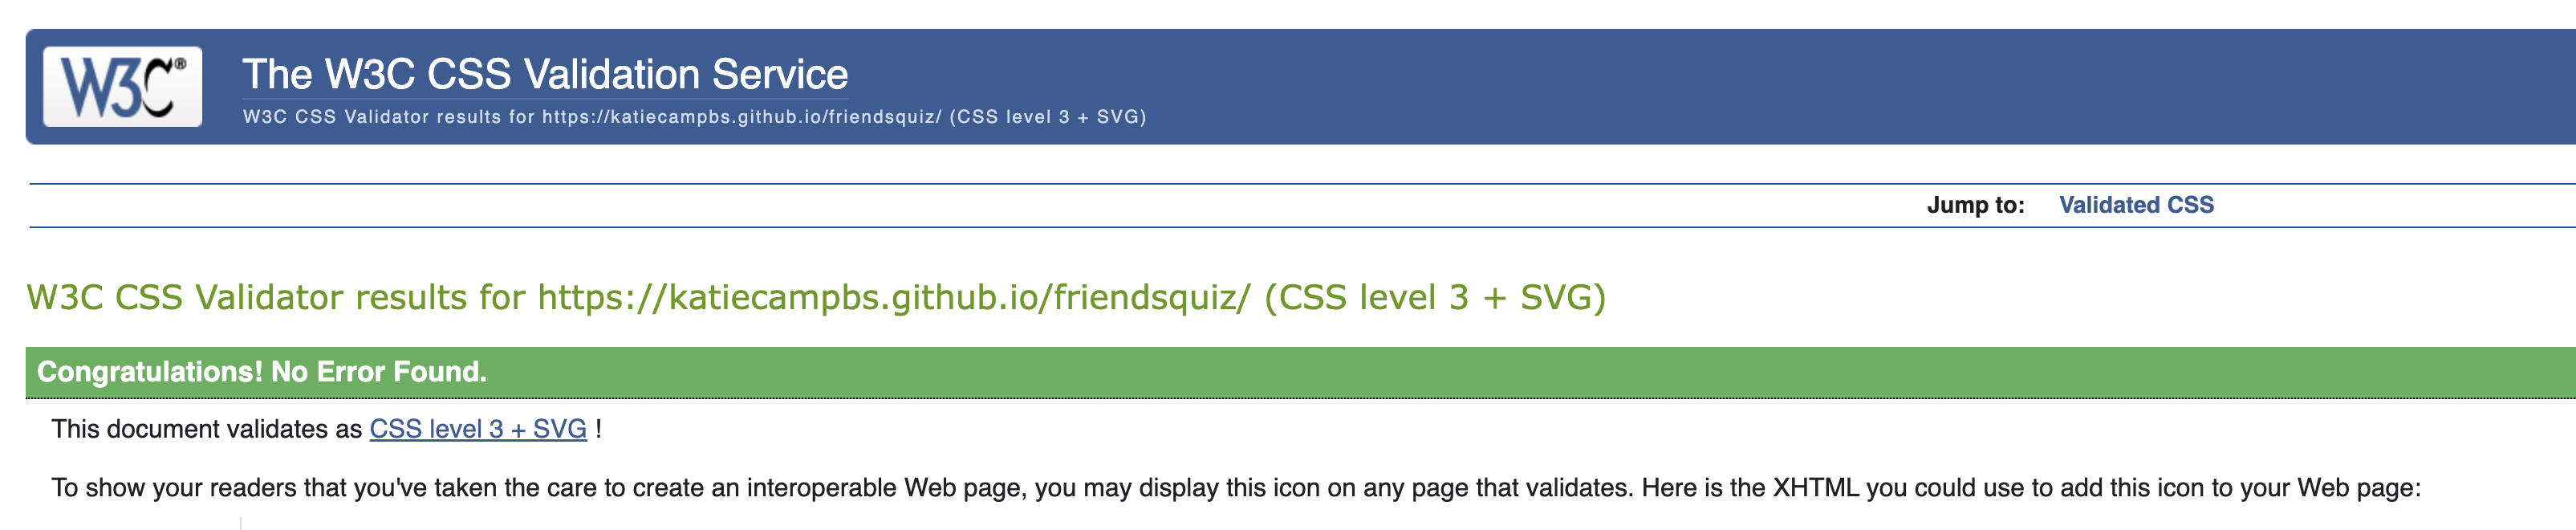 W3C®
The W3C CSS Validation Service
W3C CSS Validator results for https://katiecampbs.github.io/friendsquiz/ (CSS level 3 + SVG)
Jump to: Validated CSS
W3C CSS Validator results for https://katiecampbs.github.io/friendsquiz/ (CSS level 3 + SVG)
Congratulations! No Error Found.
This document validates as CSS level 3 + SVG !
To show your readers that you've taken the care to create an interoperable Web page, you may display this icon on any page that validates. Here is the XHTML you could use to add this icon to your Web page: